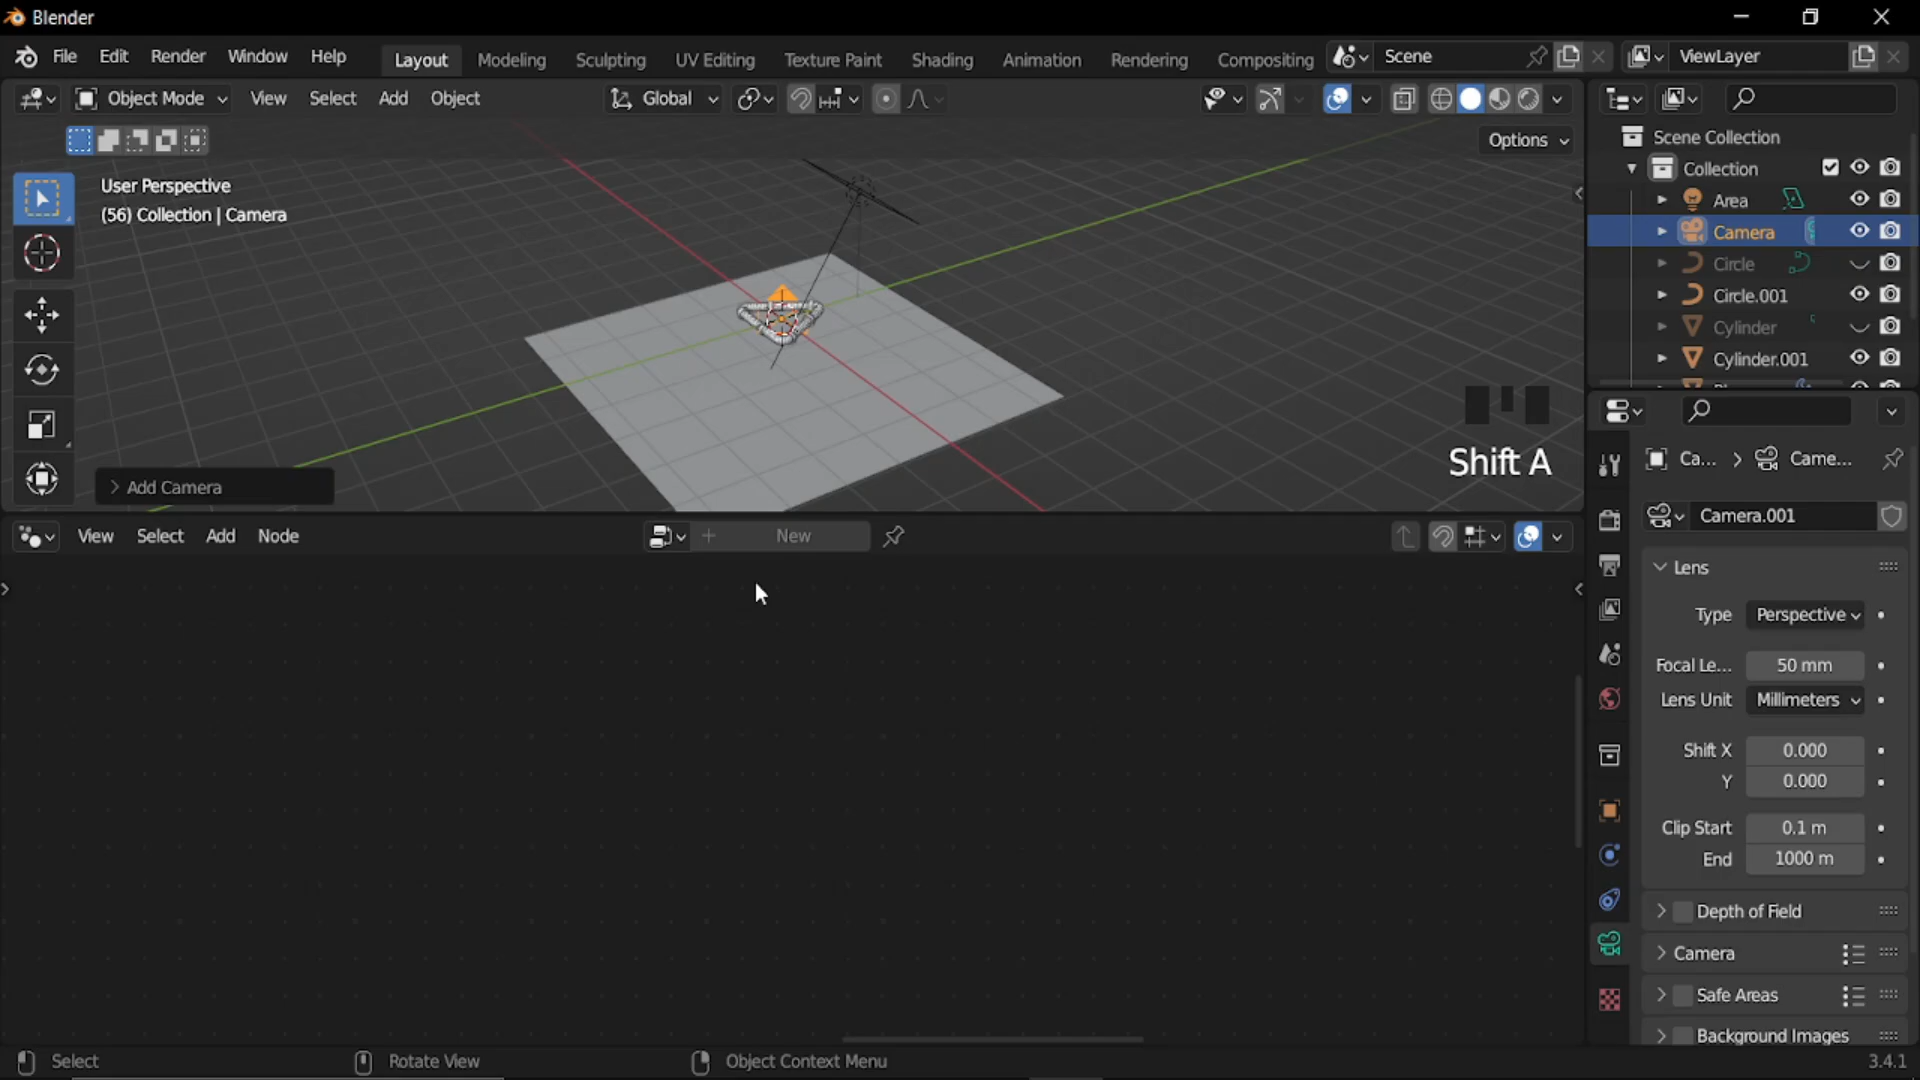 Blender
File Edit Render Window Help Layout Modeling Sculpting UV Editing Texture Paint Shading Animation Rendering Compositing Scene ViewLayer
Object Mode View Select Add Object Global
Options
User Perspective
(56) Collection | Camera
Add Camera
Shift A
Scene Collection
Collection
Area
Camera
Circle
Circle.001
Cylinder
Cylinder.001
View Select Add Node New
Ca... Came...
Camera.001
Lens
Type Perspective
Focal Le... 50 mm
Lens Unit Millimeters
Shift X 0.000
Y 0.000
Clip Start 0.1 m
End 1000 m
Depth of Field
Camera
Safe Areas
Background Images
Select Rotate View Object Context Menu 3.4.1